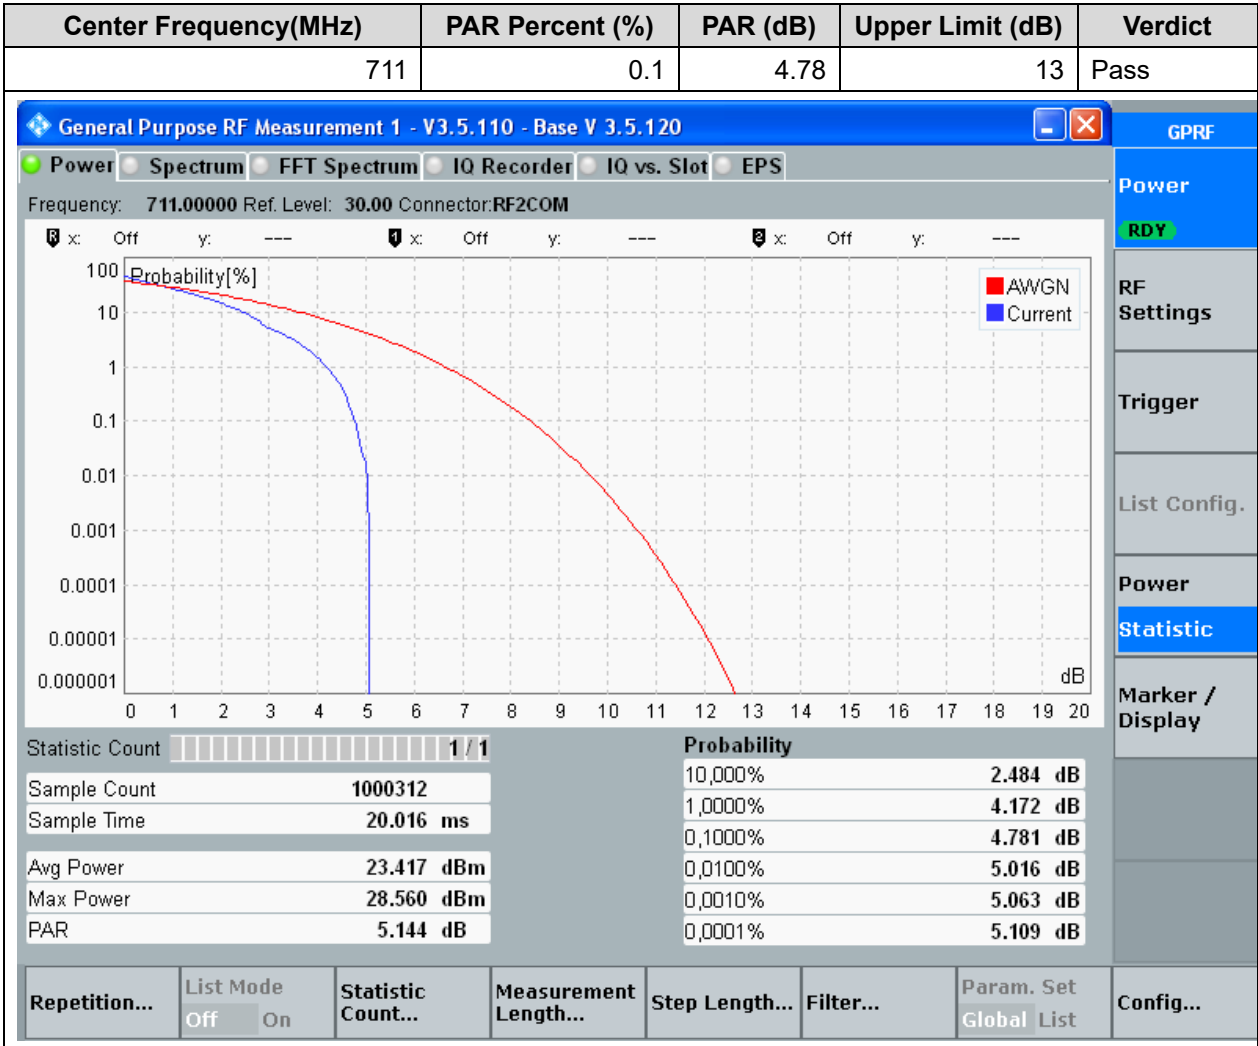 Center Frequency(MHz) PAR Percent (%) PAR (dB) Upper Limit (dB) Verdict
711 0.1 4.78 13 Pass
General Purpose RF Measurement 1 - V3.5.110 - Base V 3.5.120
GPRF
Power Spectrum FFT Spectrum IQ Recorder IQ vs. Slot EPS
Power
RDY
Frequency: 711.00000 Ref. Level: 30.00 Connector:RF2COM
R x: Off y: --- 1 x: Off y: --- 2 x: Off y: ---
Probability[%]
AWGN
Current
100
10
1
0.1
0.01
0.001
0.0001
0.00001
0.000001
dB
0 1 2 3 4 5 6 7 8 9 10 11 12 13 14 15 16 17 18 19 20
RF
Settings
Trigger
List Config.
Power
Statistic
Marker /
Display
Statistic Count 1 / 1
Sample Count 1000312
Sample Time 20.016 ms
Avg Power 23.417 dBm
Max Power 28.560 dBm
PAR 5.144 dB
Probability
10,000% 2.484 dB
1,0000% 4.172 dB
0,1000% 4.781 dB
0,0100% 5.016 dB
0,0010% 5.063 dB
0,0001% 5.109 dB
Repetition...
List Mode
Off On
Statistic
Count...
Measurement
Length...
Step Length...
Filter...
Param. Set
Global List
Config...